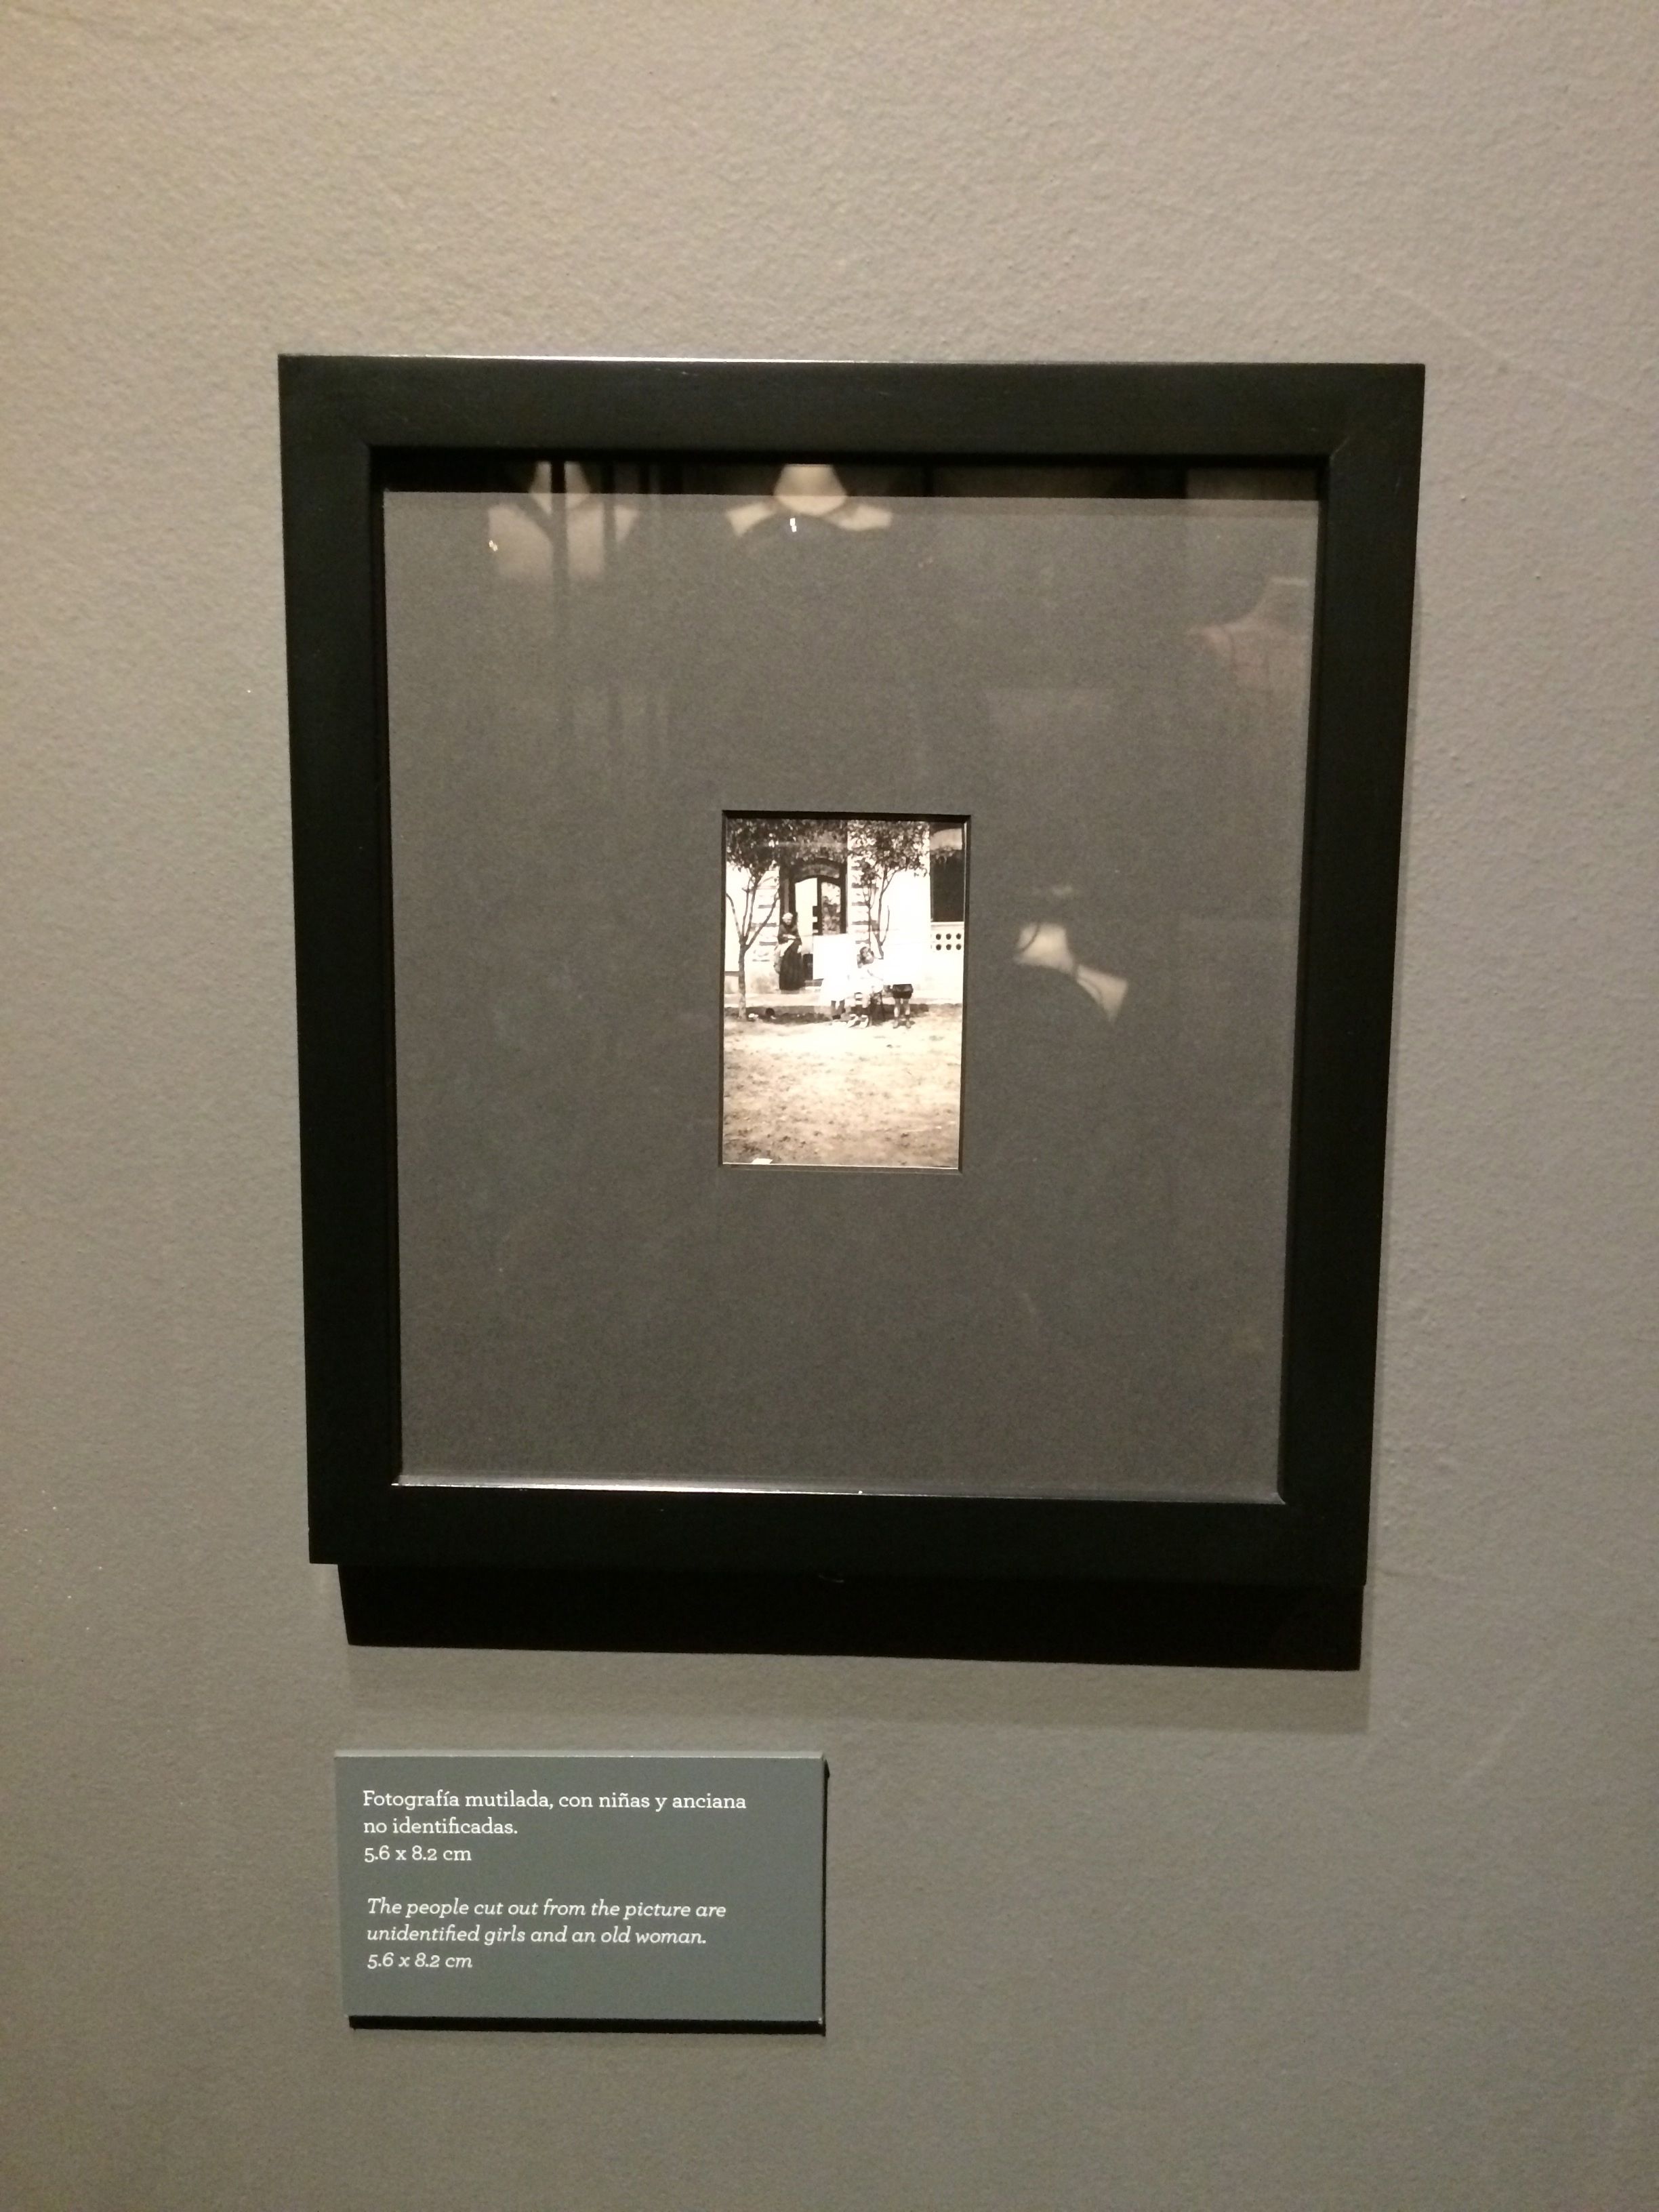 Fotografía mutilada, con niñas y anciana
no identificadas.
5.6 x 8.2 cm
The people cut out from the picture are
unidentified girls and an old woman.
5.6 x 8.2 cm